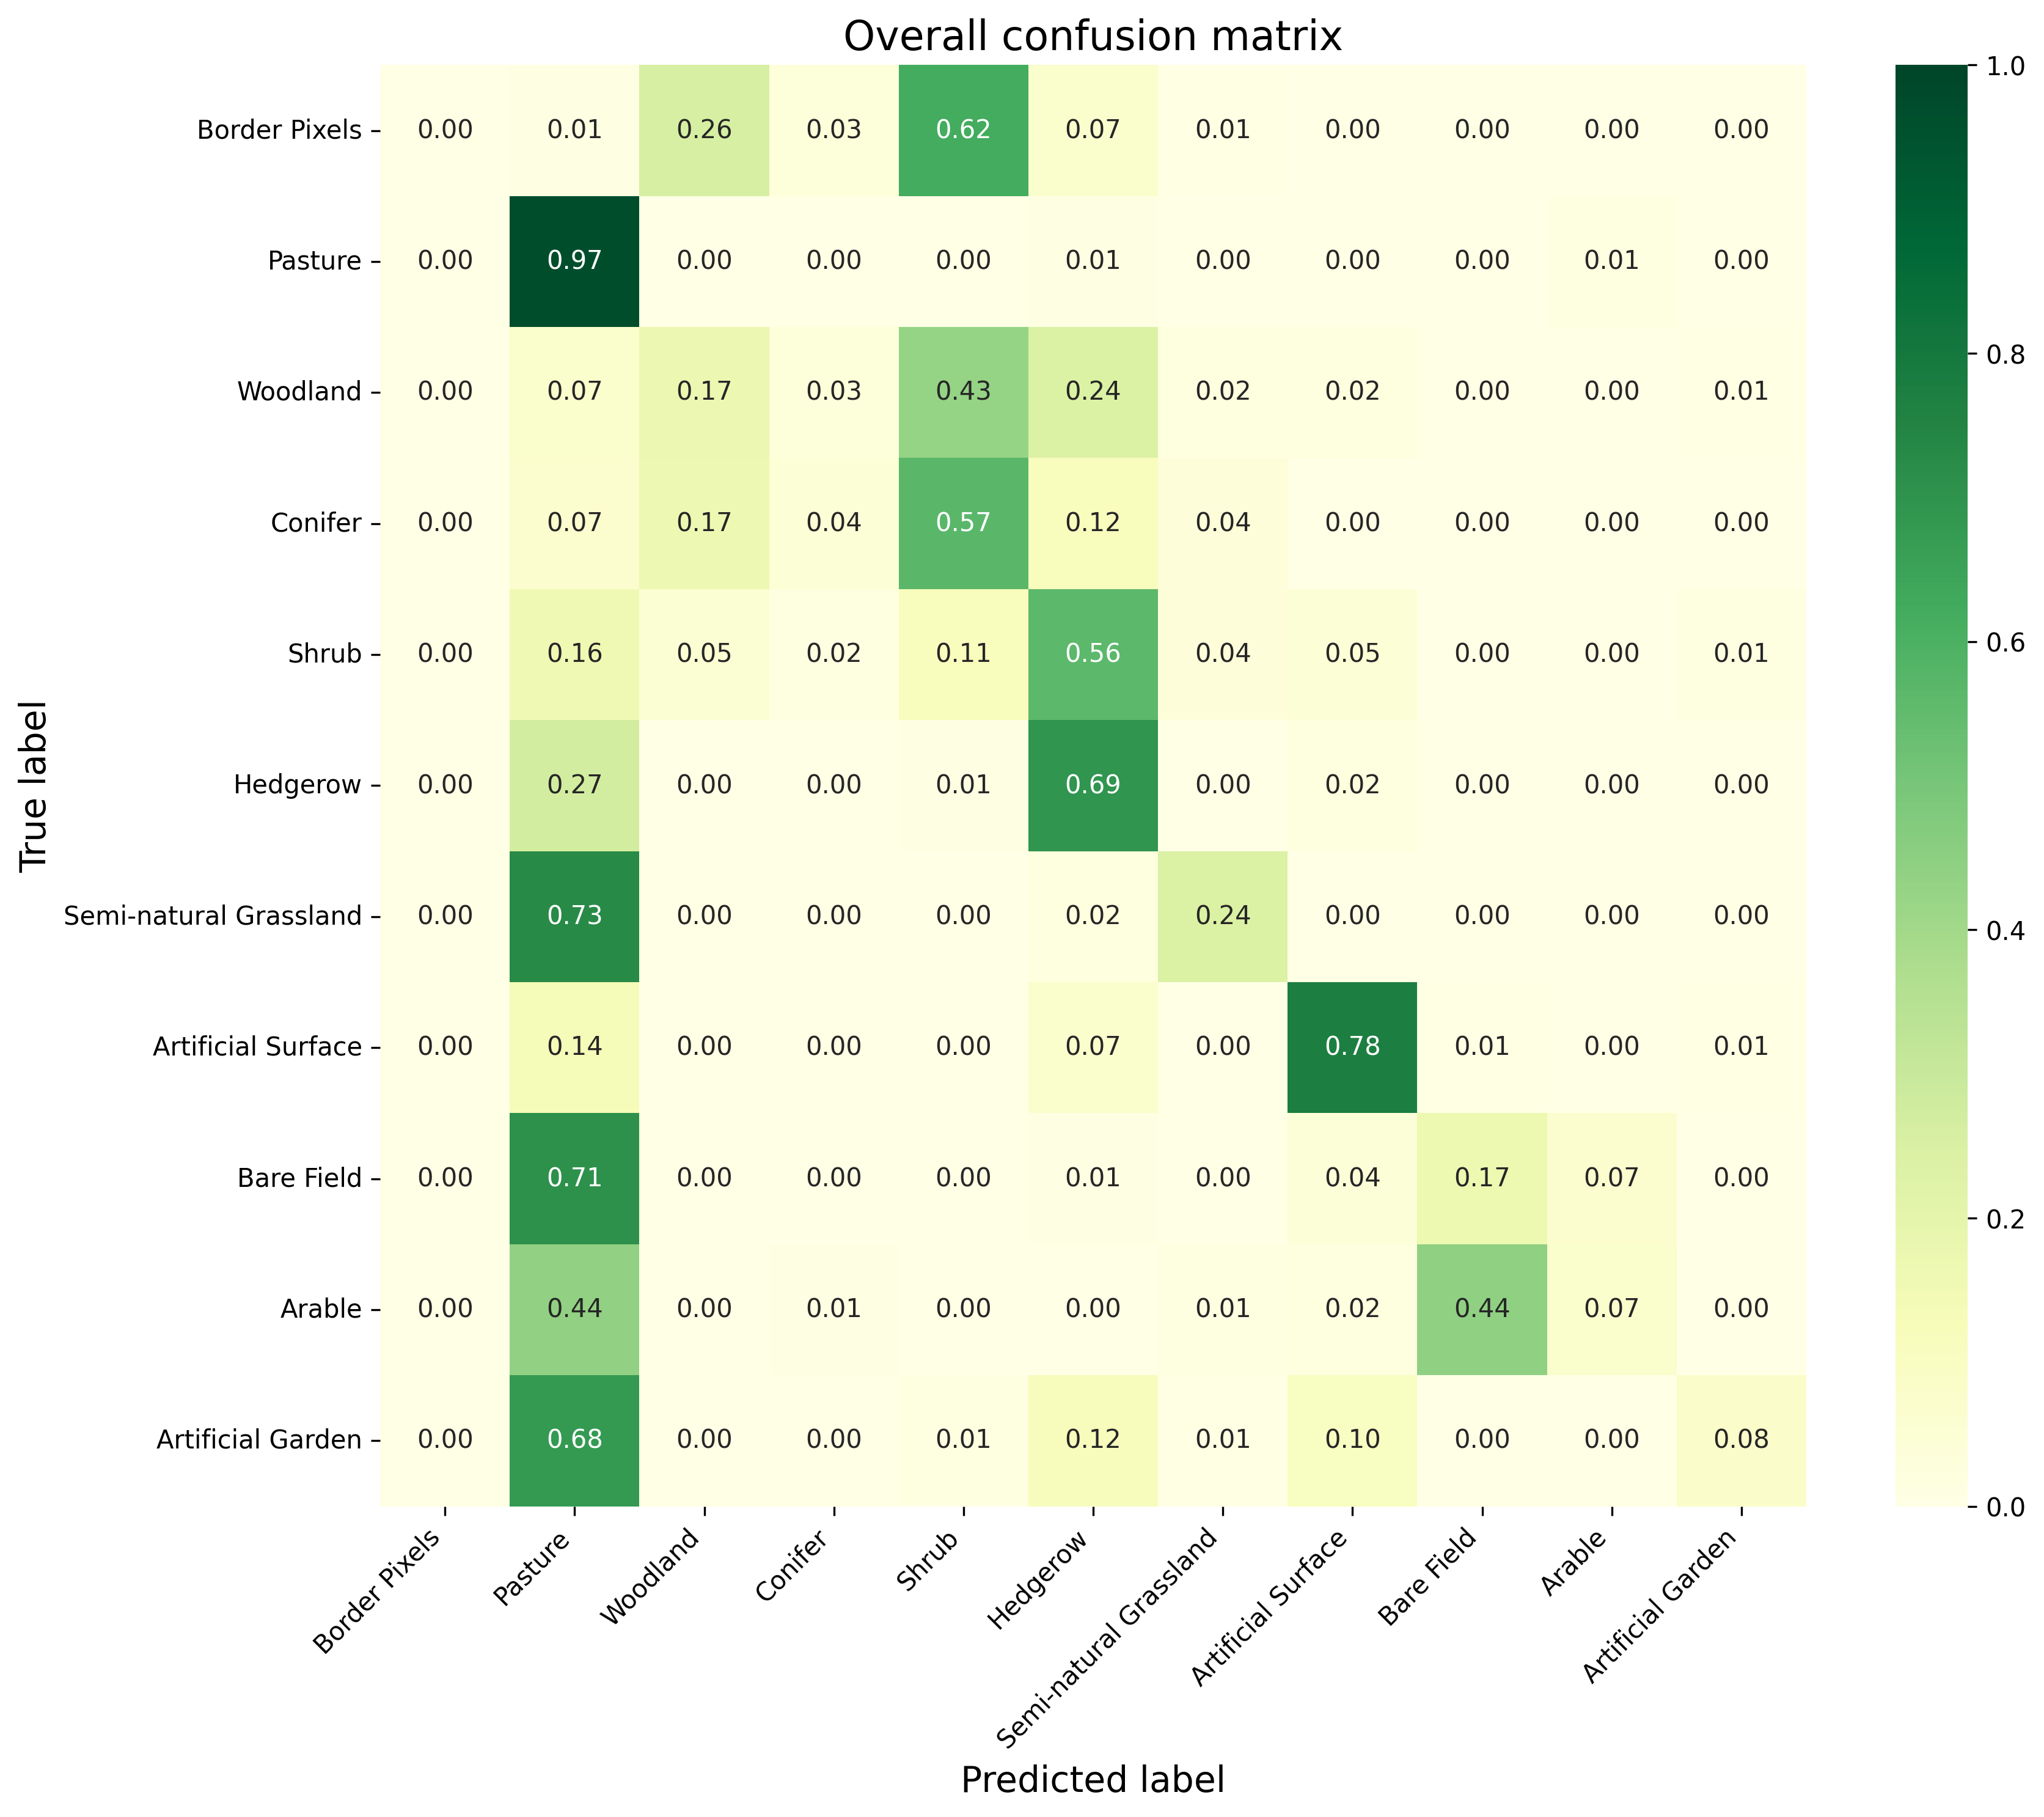 Overall confusion matrix
Border Pixels 0.00 0.01 0.26 0.03 0.62 0.07 0.01 0.00 0.00 0.00 0.00
Pasture 0.00 0.97 0.00 0.00 0.00 0.01 0.00 0.00 0.00 0.01 0.00
Woodland 0.00 0.07 0.17 0.03 0.43 0.24 0.02 0.02 0.00 0.00 0.01
Conifer 0.00 0.07 0.17 0.04 0.57 0.12 0.04 0.00 0.00 0.00 0.00
Shrub 0.00 0.16 0.05 0.02 0.11 0.56 0.04 0.05 0.00 0.00 0.01
Hedgerow 0.00 0.27 0.00 0.00 0.01 0.69 0.00 0.02 0.00 0.00 0.00
Semi-natural Grassland 0.00 0.73 0.00 0.00 0.00 0.02 0.24 0.00 0.00 0.00 0.00
Artificial Surface 0.00 0.14 0.00 0.00 0.00 0.07 0.00 0.78 0.01 0.00 0.01
Bare Field 0.00 0.71 0.00 0.00 0.00 0.01 0.00 0.04 0.17 0.07 0.00
Arable 0.00 0.44 0.00 0.01 0.00 0.00 0.01 0.02 0.44 0.07 0.00
Artificial Garden 0.00 0.68 0.00 0.00 0.01 0.12 0.01 0.10 0.00 0.00 0.08
True label
Border Pixels
Pasture
Woodland
Conifer
Shrub
Hedgerow
Semi-natural Grassland
Artificial Surface
Bare Field
Arable
Artificial Garden
Predicted label
1.0
0.8
0.6
0.4
0.2
0.0